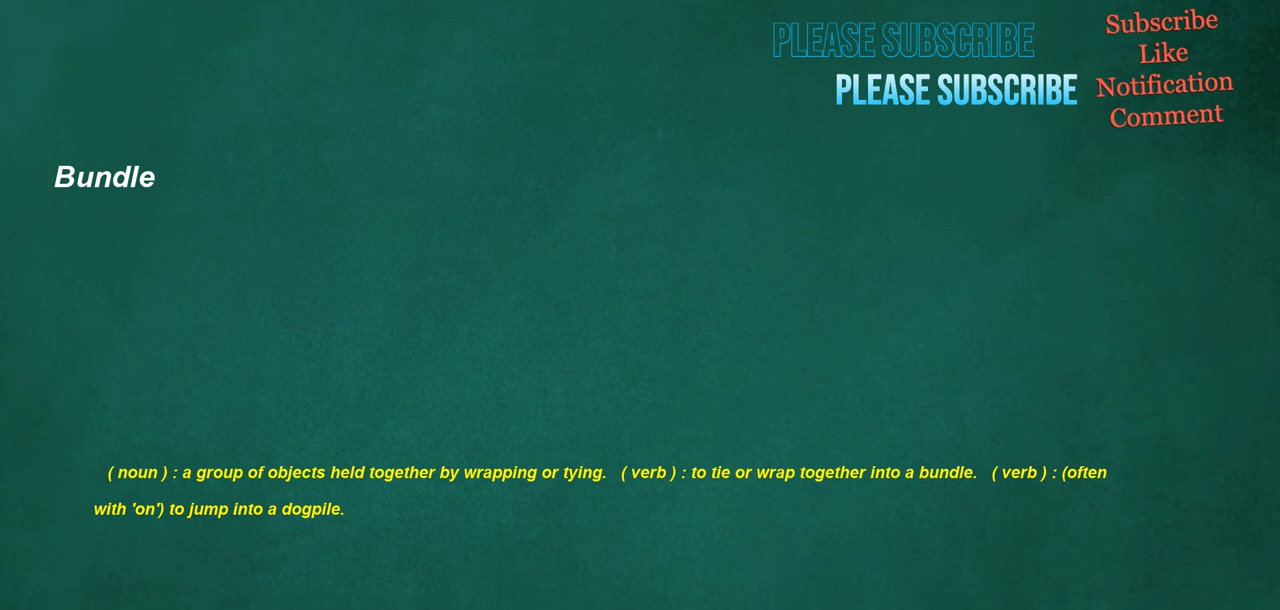 PLEASE SUBSCRIBE
PLEASE SUBSCRIBE
Subscribe
Like
Notification
Comment
Bundle
( noun ) : a group of objects held together by wrapping or tying.   ( verb ) : to tie or wrap together into a bundle.   ( verb ) : (often
with 'on') to jump into a dogpile.